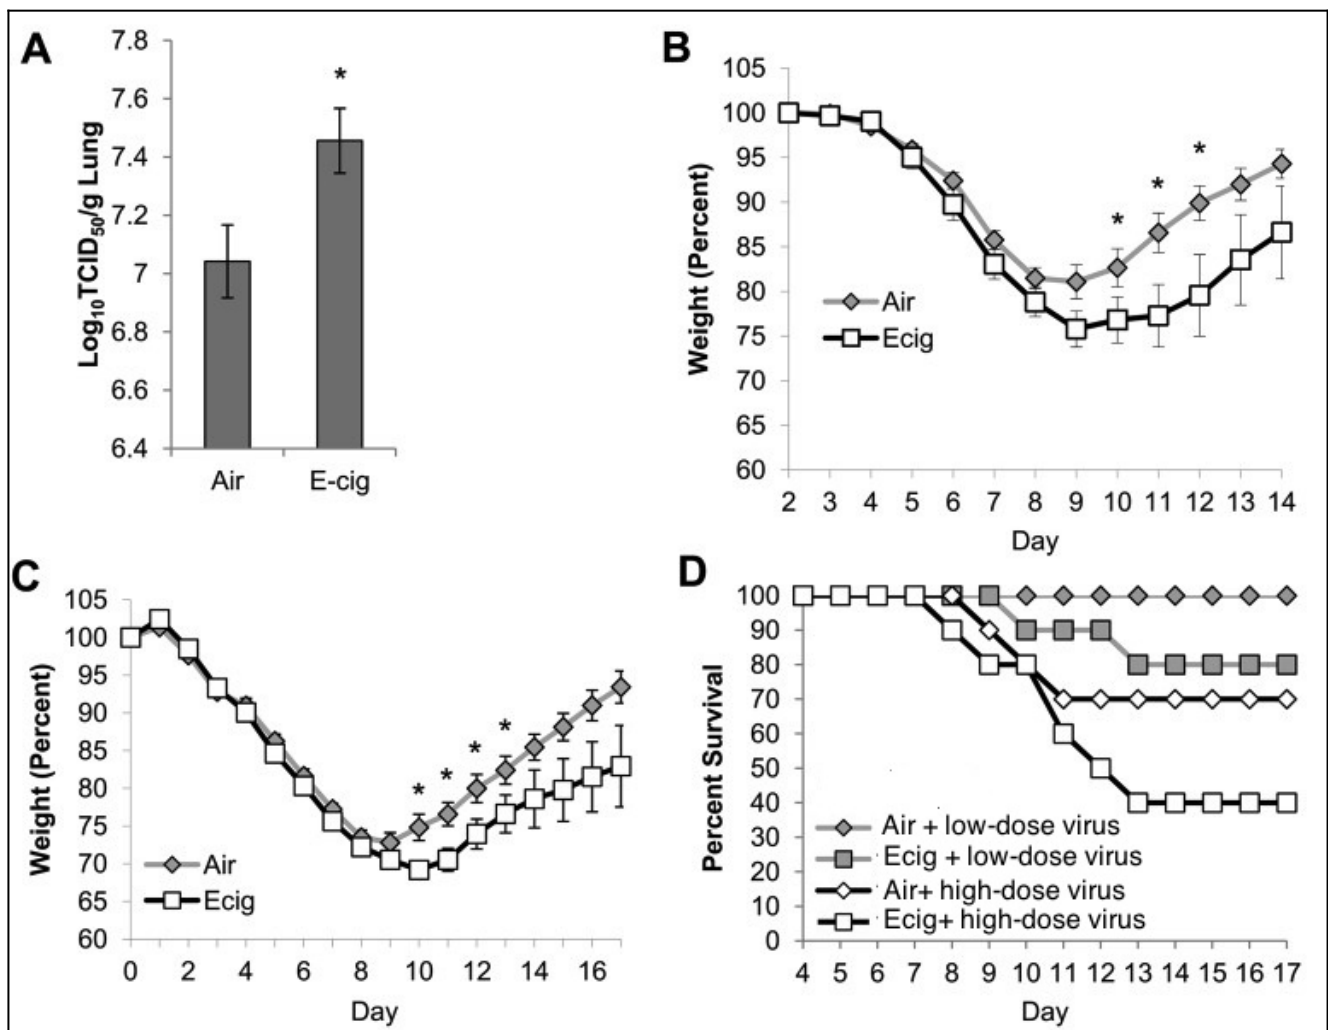 A
7.8
7.6
7.4
7.2
7
6.8
6.6
6.4
Log10TCID50/g Lung
*
Air
E-cig
B
105
100
95
90
85
80
75
70
65
60
Weight (Percent)
* * *
Air
Ecig
2 3 4 5 6 7 8 9 10 11 12 13 14
Day
C
105
100
95
90
85
80
75
70
65
60
Weight (Percent)
* * * *
Air
Ecig
0 2 4 6 8 10 12 14 16
Day
D
100
90
80
70
60
50
40
30
20
10
0
Percent Survival
Air + low-dose virus
Ecig + low-dose virus
Air+ high-dose virus
Ecig+ high-dose virus
4 5 6 7 8 9 10 11 12 13 14 15 16 17
Day